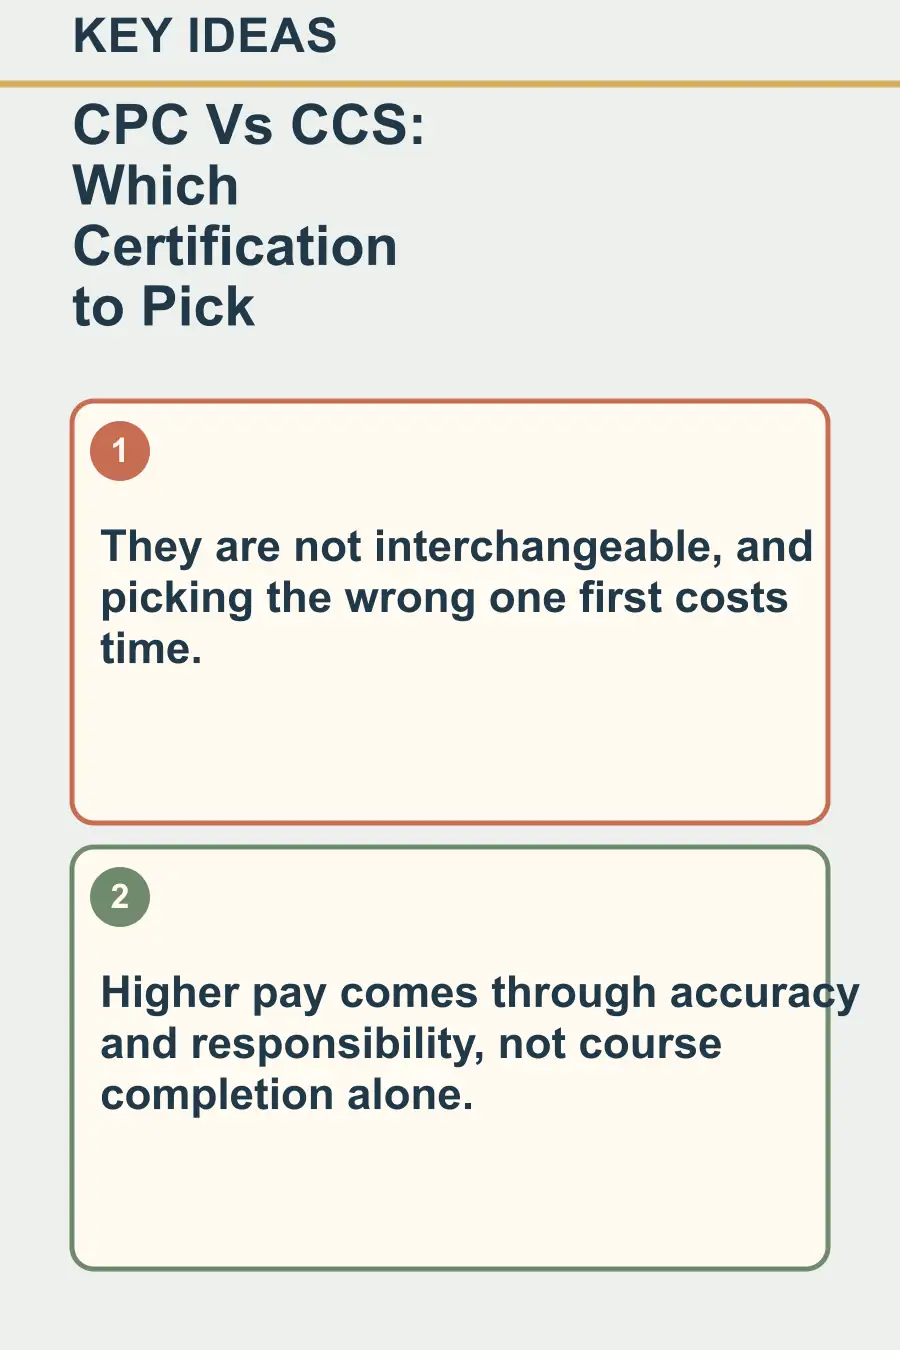 KEY IDEAS
CPC Vs CCS:
Which
Certification
to Pick
1
They are not interchangeable, and
picking the wrong one first costs
time.
2
Higher pay comes through accuracy
and responsibility, not course
completion alone.